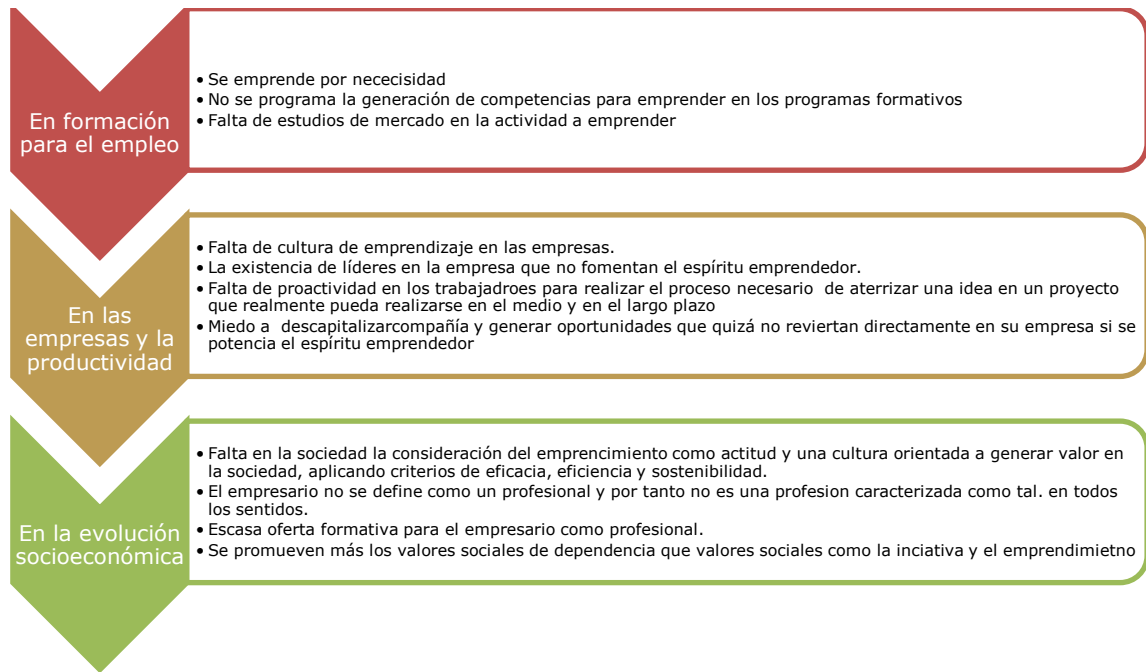 En formación
para el empleo
• Se emprende por nececisidad
• No se programa la generación de competencias para emprender en los programas formativos
• Falta de estudios de mercado en la actividad a emprender
En las
empresas y la
productividad
• Falta de cultura de emprendizaje en las empresas.
• La existencia de líderes en la empresa que no fomentan el espíritu emprendedor.
• Falta de proactividad en los trabajadroes para realizar el proceso necesario de aterrizar una idea en un proyecto
que realmente pueda realizarse en el medio y en el largo plazo
• Miedo a descapitalizarcompañía y generar oportunidades que quizá no reviertan directamente en su empresa si se
potencia el espíritu emprendedor
En la evolución
socioeconómica
• Falta en la sociedad la consideración del emprencimiento como actitud y una cultura orientada a generar valor en
la sociedad, aplicando criterios de eficacia, eficiencia y sostenibilidad.
• El empresario no se define como un profesional y por tanto no es una profesion caracterizada como tal. en todos
los sentidos.
• Escasa oferta formativa para el empresario como profesional.
• Se promueven más los valores sociales de dependencia que valores sociales como la inciativa y el emprendimietno